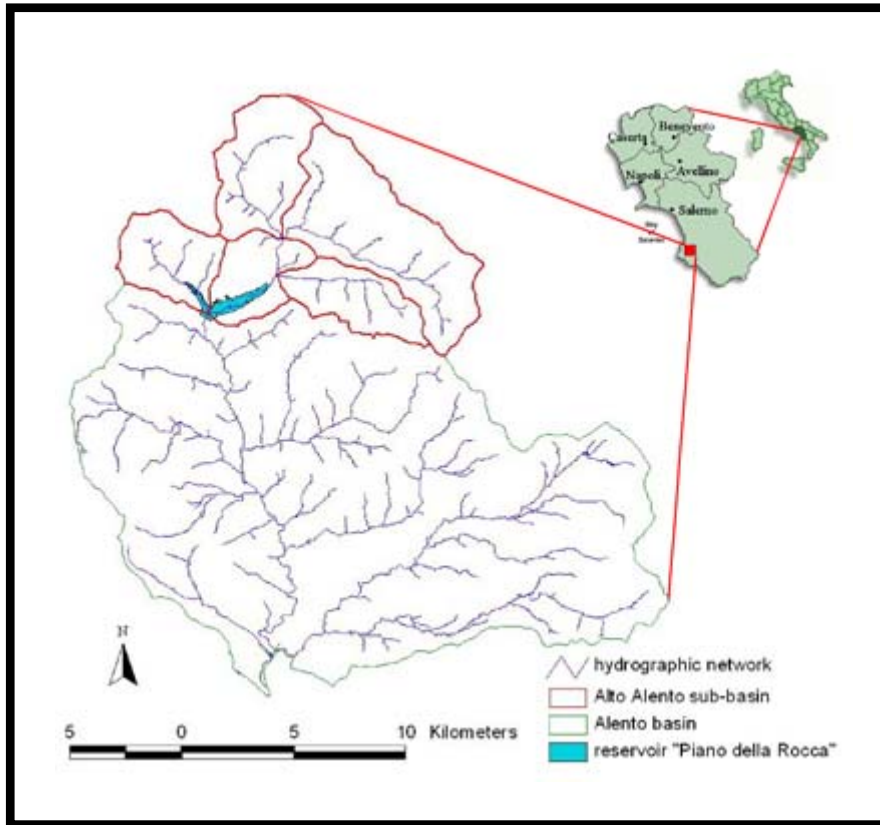 Benevento
Caserta
Avellino
Napoli
Salerno
N
hydrographic network
Alto Alento sub-basin
Alento basin
reservoir "Piano della Rocca"
5 0 5 10 Kilometers